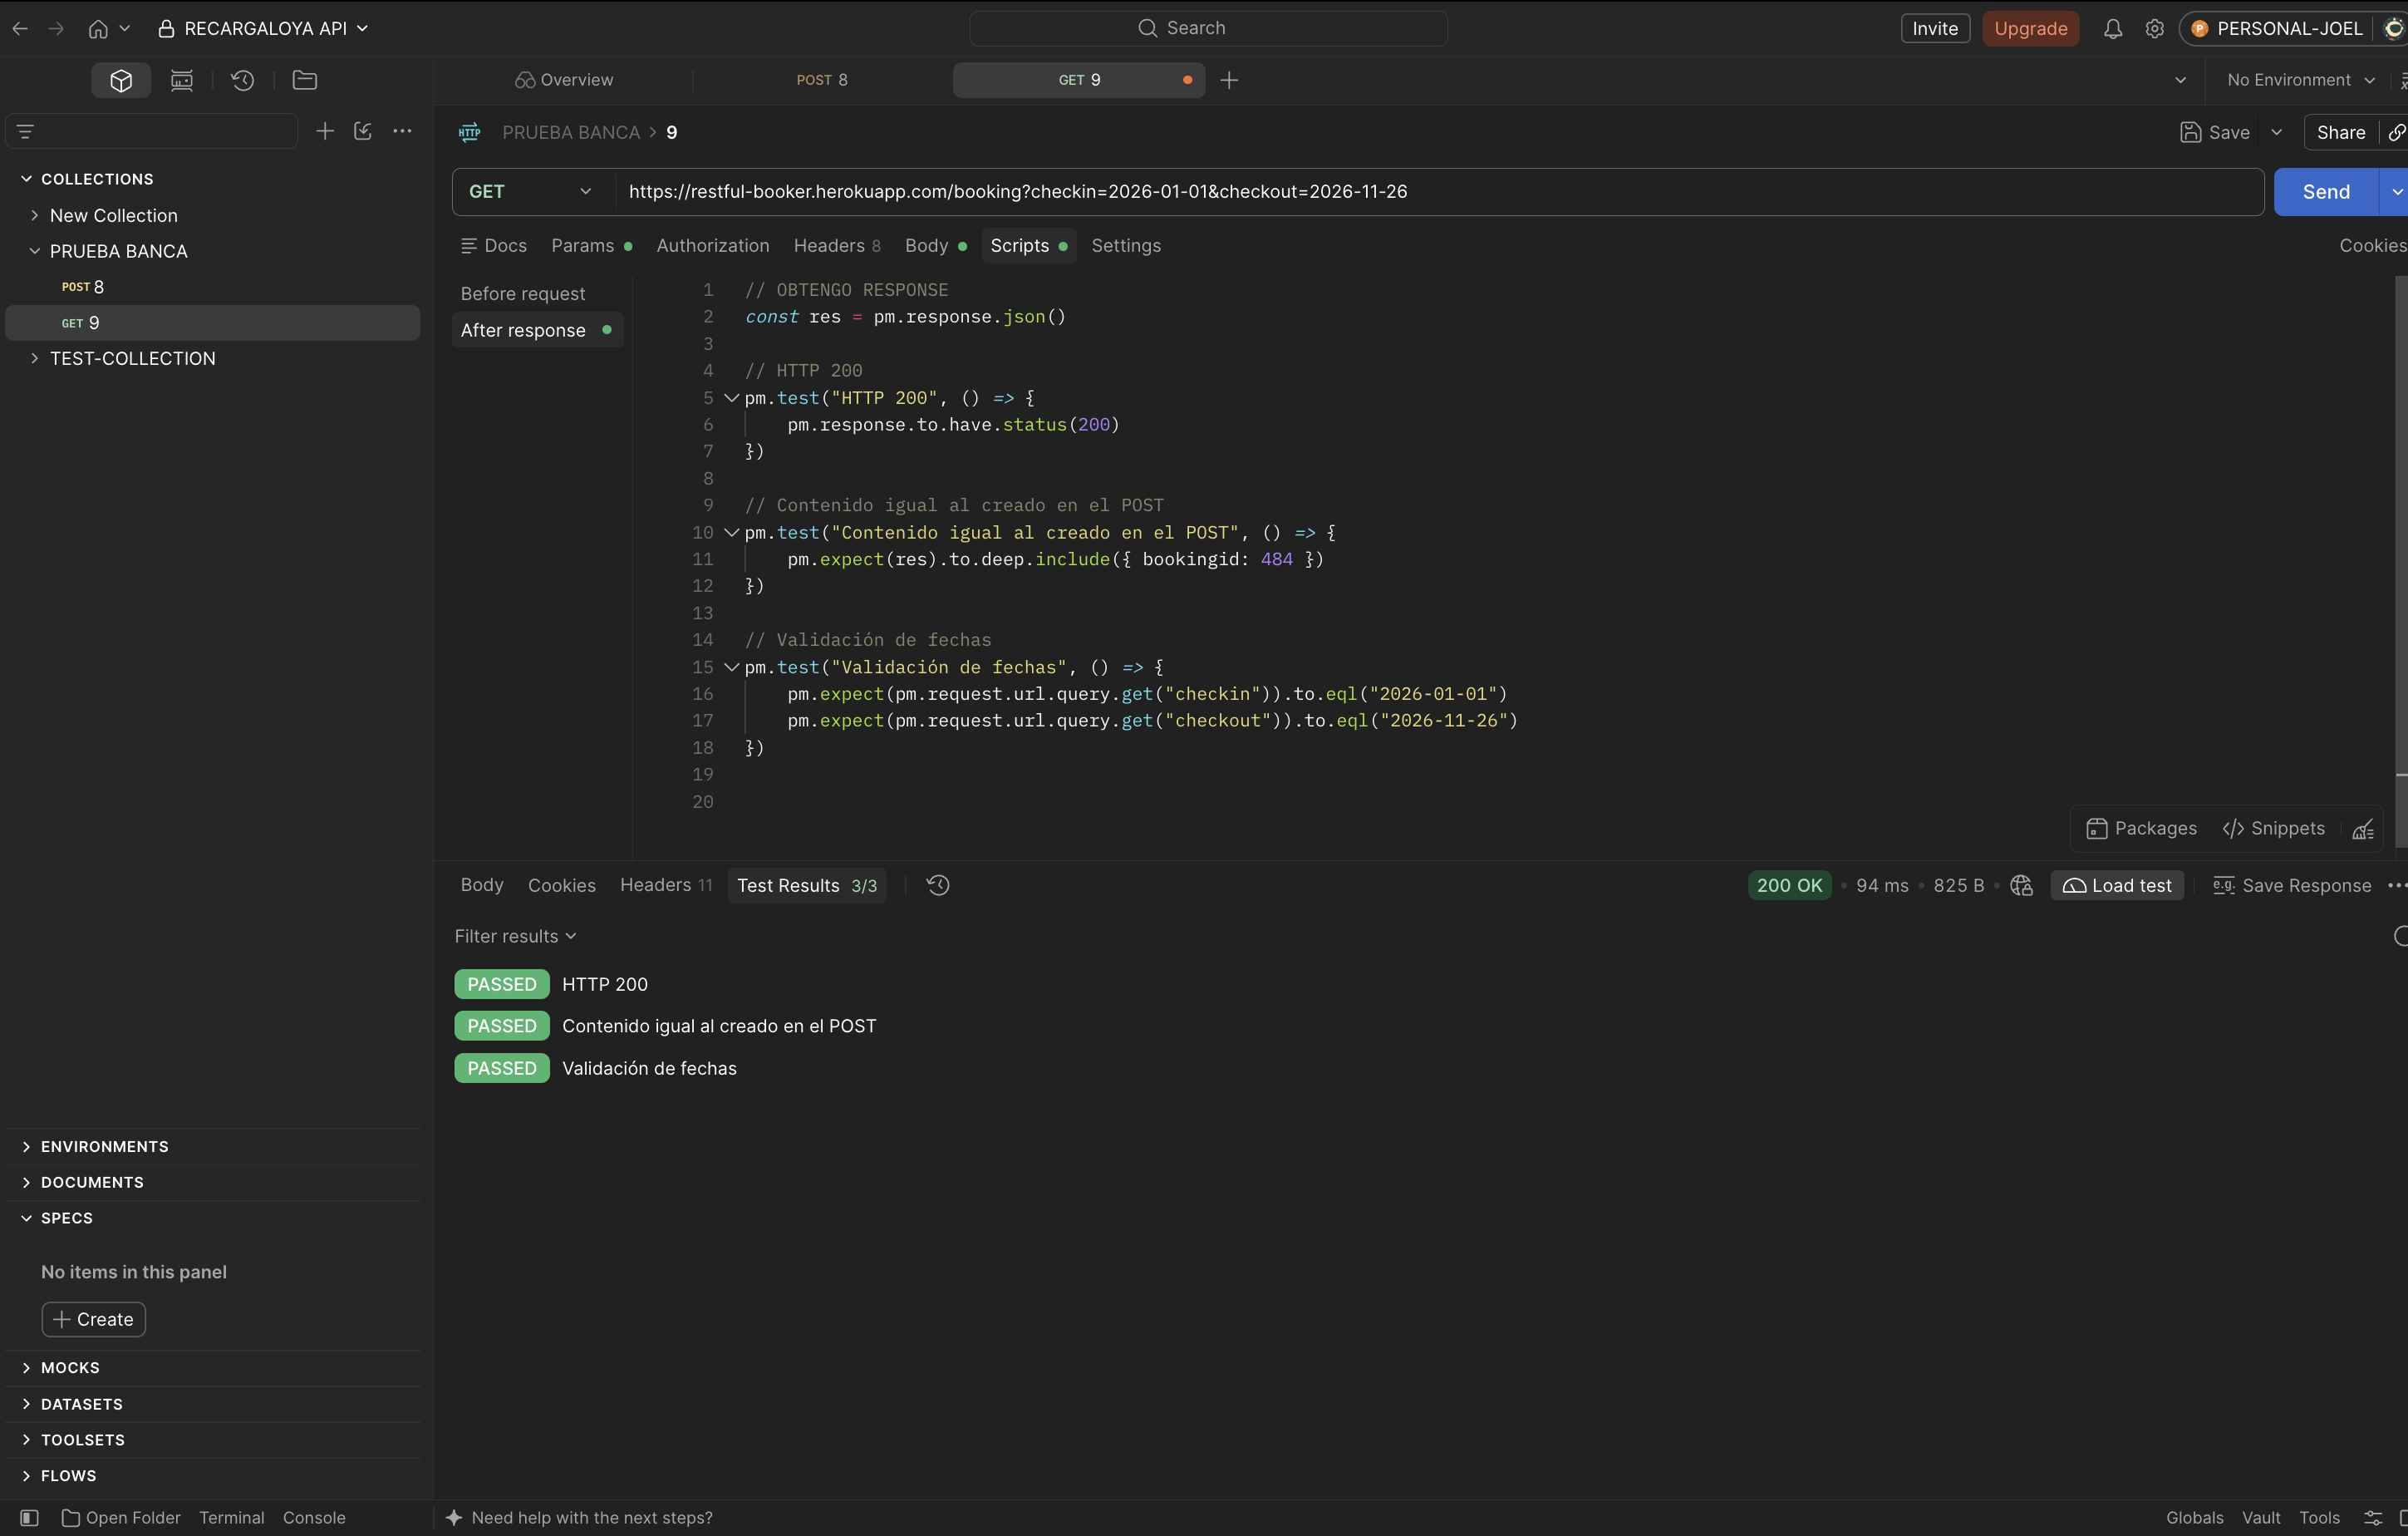 RECARGALOYA API
Search
Invite
Upgrade
PERSONAL-JOEL
Overview
POST 8
GET 9
No Environment
HTTP PRUEBA BANCA > 9
Save
Share
COLLECTIONS
New Collection
PRUEBA BANCA
POST 8
GET 9
TEST-COLLECTION
GET
https://restful-booker.herokuapp.com/booking?checkin=2026-01-01&checkout=2026-11-26
Send
Docs
Params
Authorization
Headers 8
Body
Scripts
Settings
Cookies
Before request
After response
1 // OBTENGO RESPONSE
2 const res = pm.response.json()
3
4 // HTTP 200
5 pm.test("HTTP 200", () => {
6 pm.response.to.have.status(200)
7 })
8
9 // Contenido igual al creado en el POST
10 pm.test("Contenido igual al creado en el POST", () => {
11 pm.expect(res).to.deep.include({ bookingid: 484 })
12 })
13
14 // Validación de fechas
15 pm.test("Validación de fechas", () => {
16 pm.expect(pm.request.url.query.get("checkin")).to.eql("2026-01-01")
17 pm.expect(pm.request.url.query.get("checkout")).to.eql("2026-11-26")
18 })
19
20
Packages
Snippets
Body
Cookies
Headers 11
Test Results 3/3
200 OK
94 ms
825 B
Load test
e.g. Save Response
Filter results
PASSED HTTP 200
PASSED Contenido igual al creado en el POST
PASSED Validación de fechas
ENVIRONMENTS
DOCUMENTS
SPECS
No items in this panel
Create
MOCKS
DATASETS
TOOLSETS
FLOWS
Open Folder
Terminal
Console
Need help with the next steps?
Globals
Vault
Tools